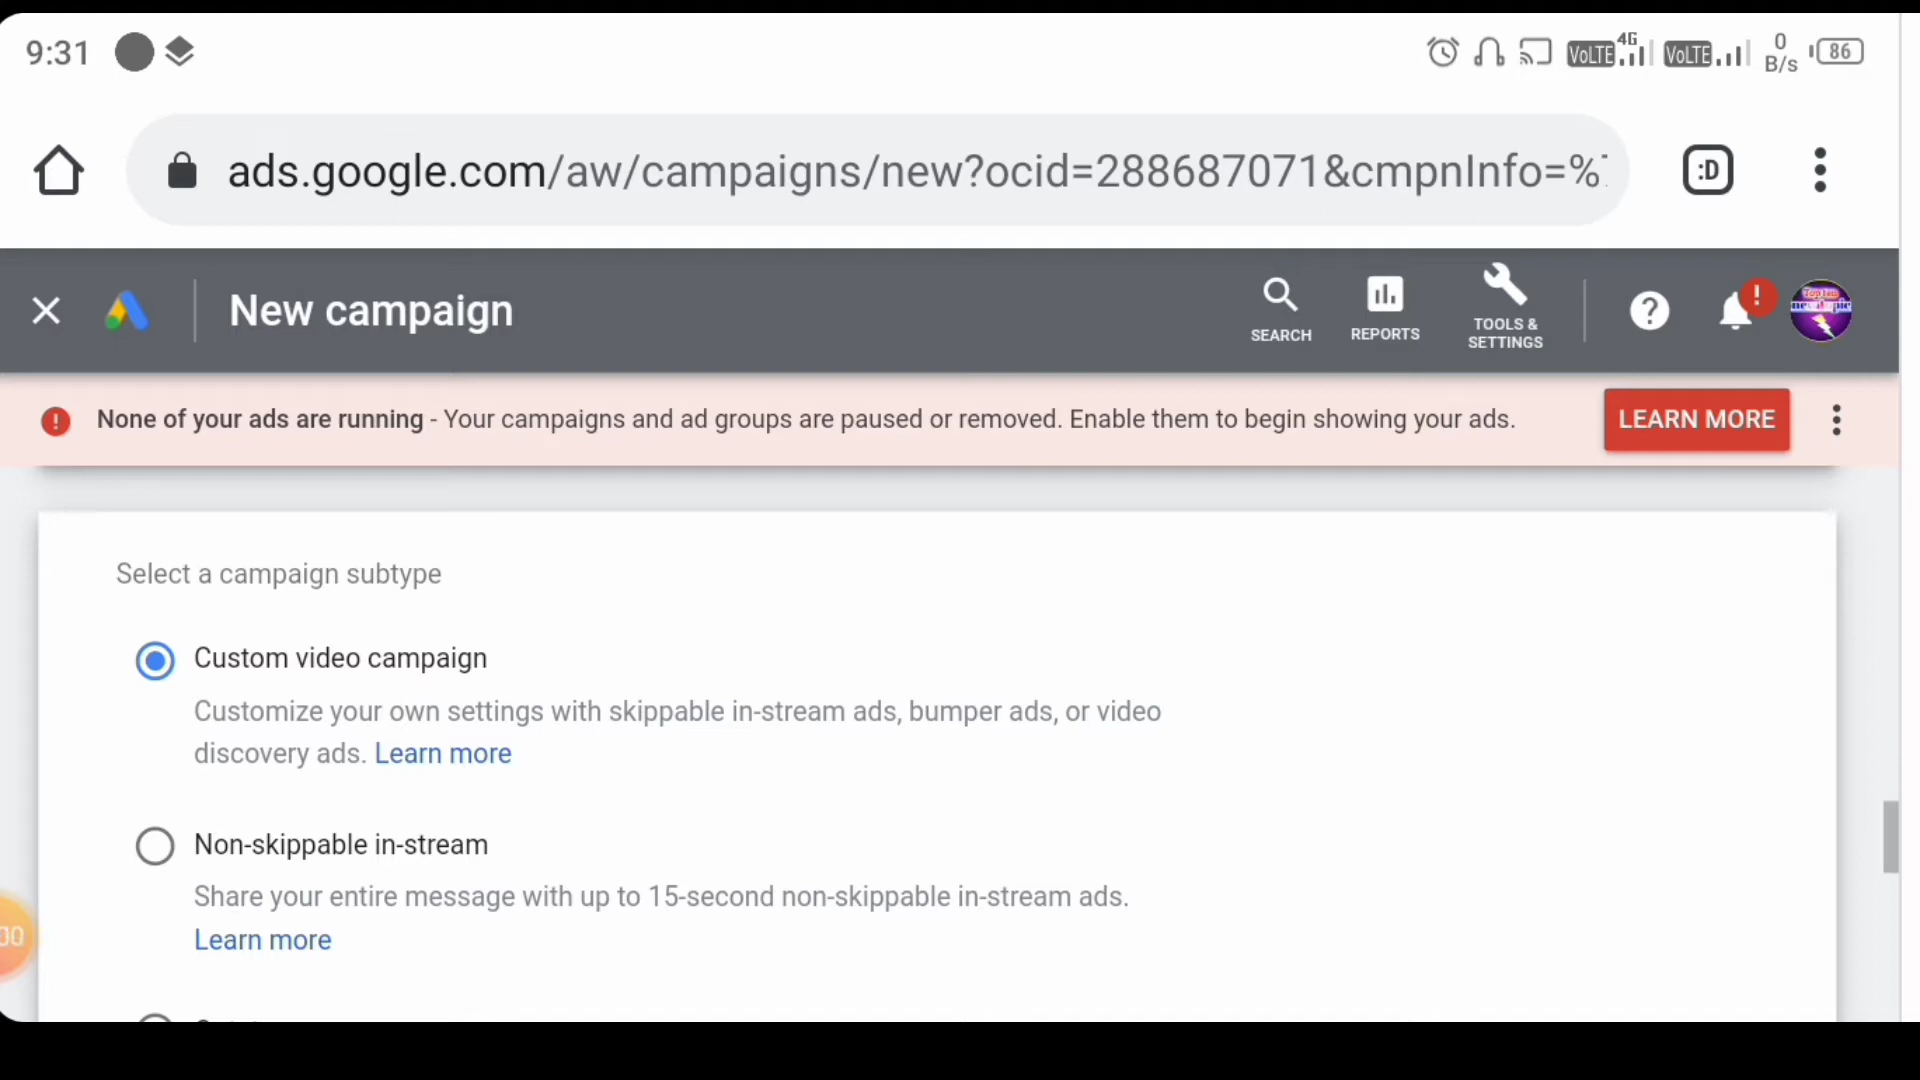 9:31
VoLTE 4G VoLTE 0 B/s 86
ads.google.com/aw/campaigns/new?ocid=288687071&cmpnInfo=%
:D
New campaign
SEARCH
REPORTS
TOOLS &
SETTINGS
None of your ads are running - Your campaigns and ad groups are paused or removed. Enable them to begin showing your ads.
LEARN MORE
Select a campaign subtype
Custom video campaign
Customize your own settings with skippable in-stream ads, bumper ads, or video
discovery ads. Learn more
Non-skippable in-stream
Share your entire message with up to 15-second non-skippable in-stream ads.
Learn more
00